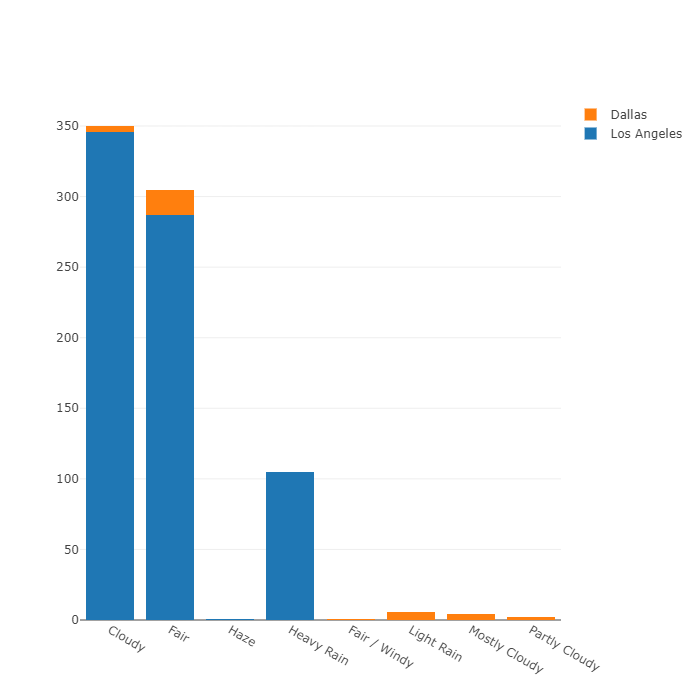 Dallas
Los Angeles
350
300
250
200
150
100
50
0
Cloudy
Fair
Haze
Heavy Rain
Fair / Windy
Light Rain
Mostly Cloudy
Partly Cloudy